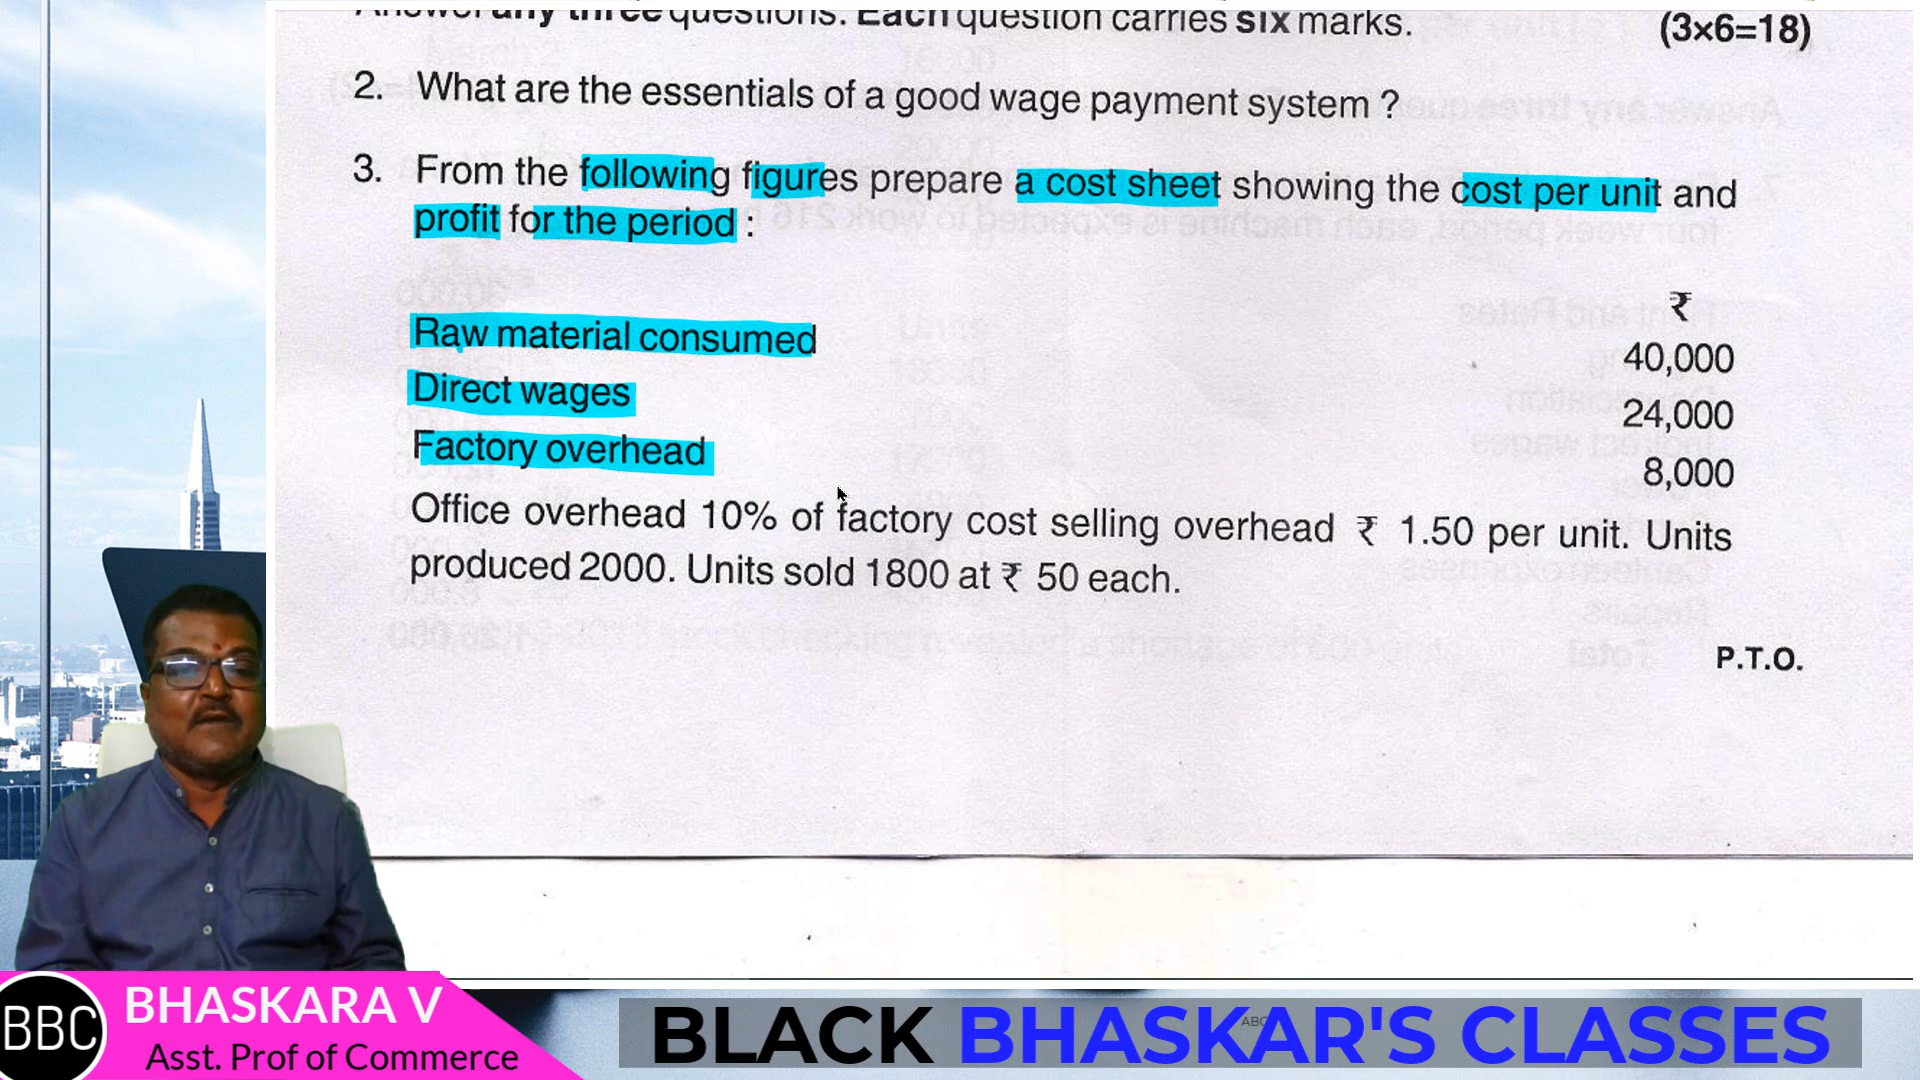 Answer any three questions. Each question carries six marks.
(3×6=18)
2. What are the essentials of a good wage payment system ?
3. From the following figures prepare a cost sheet showing the cost per unit and
profit for the period :
₹
Raw material consumed 40,000
Direct wages 24,000
Factory overhead 8,000
Office overhead 10% of factory cost selling overhead ₹ 1.50 per unit. Units
produced 2000. Units sold 1800 at ₹ 50 each.
P.T.O.
BBC
BHASKARA V
Asst. Prof of Commerce
BLACK BHASKAR'S CLASSES
ABC